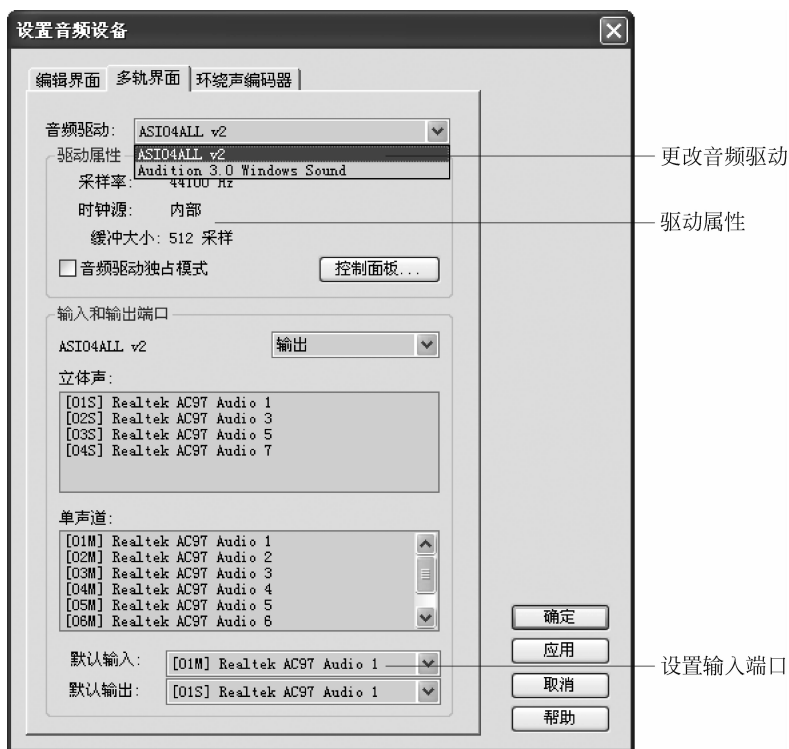 设置音频设备
编辑界面 多轨界面 环绕声编码器
音频驱动: ASIO4ALL v2
驱动属性 ASIO4ALL v2 更改音频驱动
Audition 3.0 Windows Sound
采样率: 44100 Hz
时钟源: 内部 驱动属性
缓冲大小: 512 采样
音频驱动独占模式 控制面板...
输入和输出端口
ASIO4ALL v2 输出
立体声:
[01S] Realtek AC97 Audio 1
[02S] Realtek AC97 Audio 3
[03S] Realtek AC97 Audio 5
[04S] Realtek AC97 Audio 7
单声道:
[01M] Realtek AC97 Audio 1
[02M] Realtek AC97 Audio 2
[03M] Realtek AC97 Audio 3
[04M] Realtek AC97 Audio 4
[05M] Realtek AC97 Audio 5
[06M] Realtek AC97 Audio 6
确定
应用
默认输入: [01M] Realtek AC97 Audio 1 设置输入端口
默认输出: [01S] Realtek AC97 Audio 1 取消
帮助